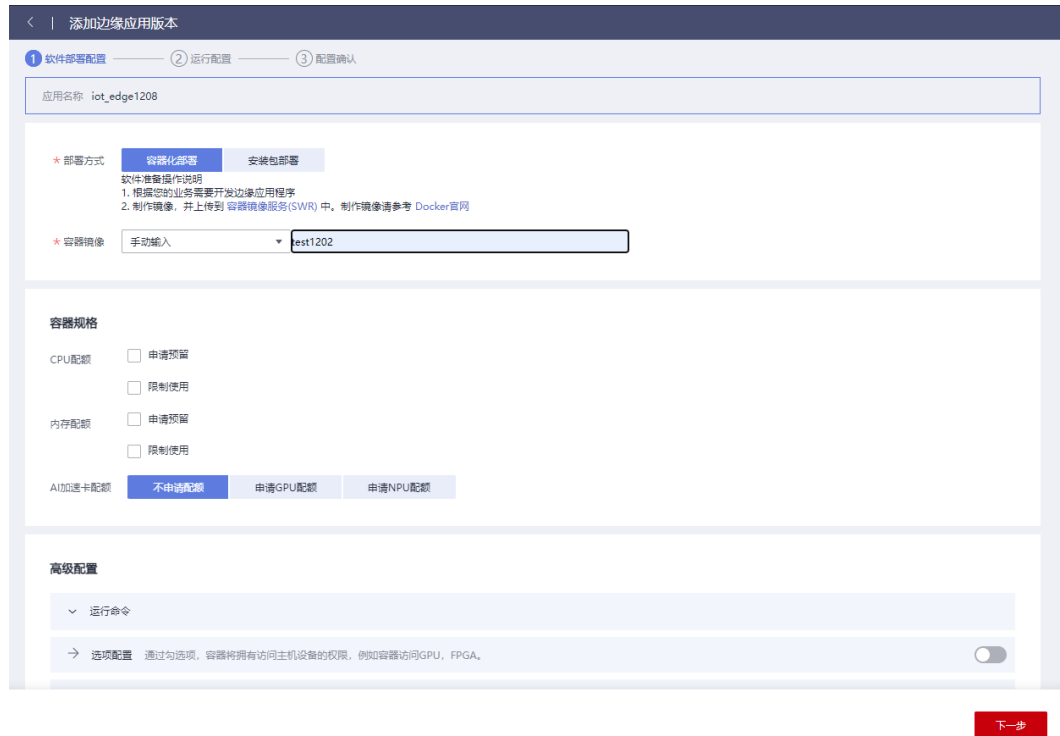 添加边缘应用版本
1 软件部署配置 2 运行配置 3 配置确认
应用名称 iot_edge1208
* 部署方式 容器化部署 安装包部署
软件准备操作说明
1. 根据您的业务需要开发边缘应用程序
2. 制作镜像，并上传到 容器镜像服务(SWR) 中。制作镜像请参考 Docker官网
* 容器镜像 手动输入 test1202
容器规格
CPU配额 申请预留
限制使用
内存配额 申请预留
限制使用
AI加速卡配额 不申请配额 申请GPU配额 申请NPU配额
高级配置
运行命令
选项配置 通过勾选项，容器将拥有访问主机设备的权限，例如容器访问GPU，FPGA。
下一步